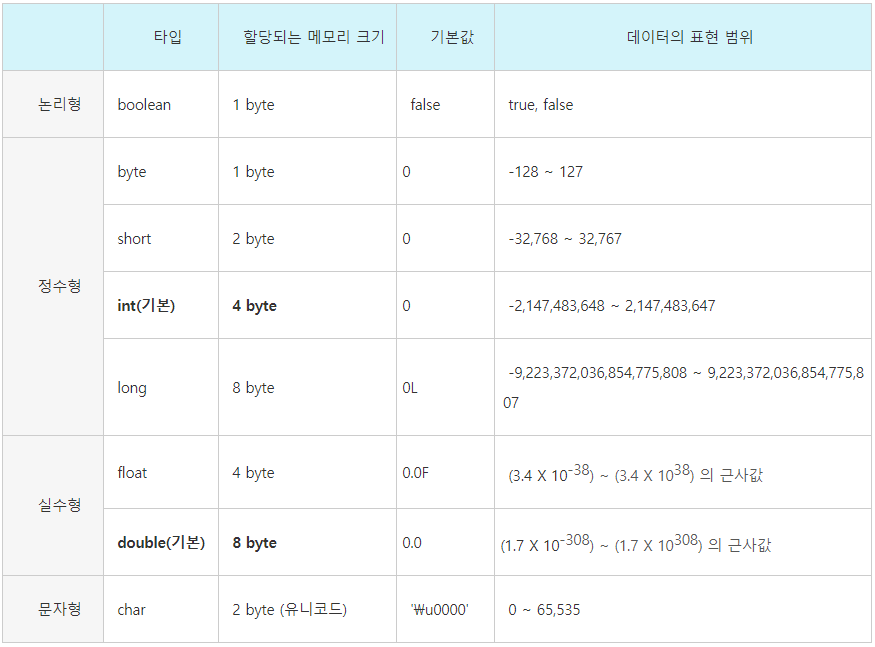 타입 할당되는 메모리 크기 기본값 데이터의 표현 범위
논리형 boolean 1 byte false true, false
정수형 byte 1 byte 0 -128 ~ 127
short 2 byte 0 -32,768 ~ 32,767
int(기본) 4 byte 0 -2,147,483,648 ~ 2,147,483,647
long 8 byte 0L -9,223,372,036,854,775,808 ~ 9,223,372,036,854,775,8
07
실수형 float 4 byte 0.0F (3.4 X 10^-38) ~ (3.4 X 10^38) 의 근사값
double(기본) 8 byte 0.0 (1.7 X 10^-308) ~ (1.7 X 10^308) 의 근사값
문자형 char 2 byte (유니코드) '₩u0000' 0 ~ 65,535